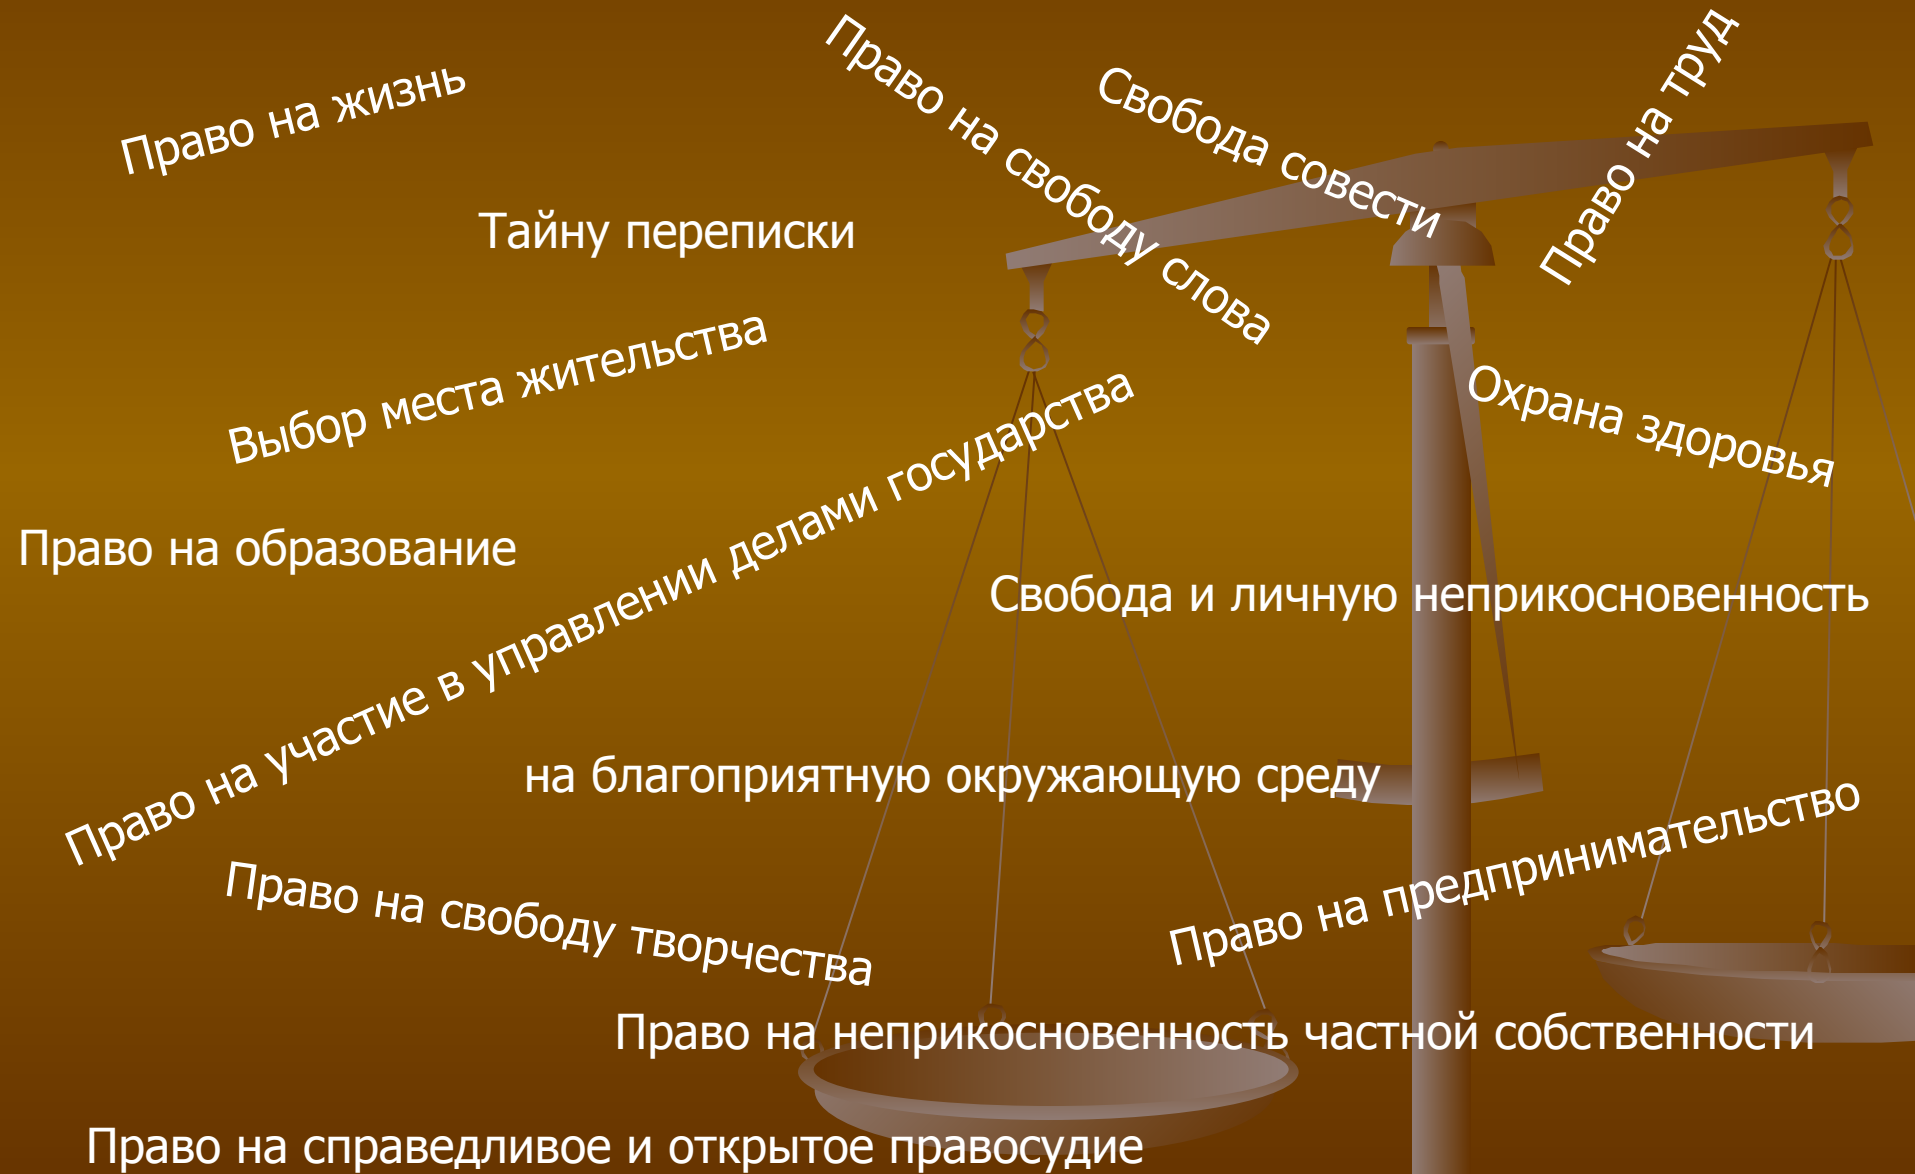 Право на жизнь
Право на свободу слова
Свобода совести
Право на труд
Тайну переписки
Выбор места жительства
Охрана здоровья
Право на образование
Право на участие в управлении делами государства
Свобода и личную неприкосновенность
на благоприятную окружающую среду
Право на предпринимательство
Право на свободу творчества
Право на неприкосновенность частной собственности
Право на справедливое и открытое правосудие